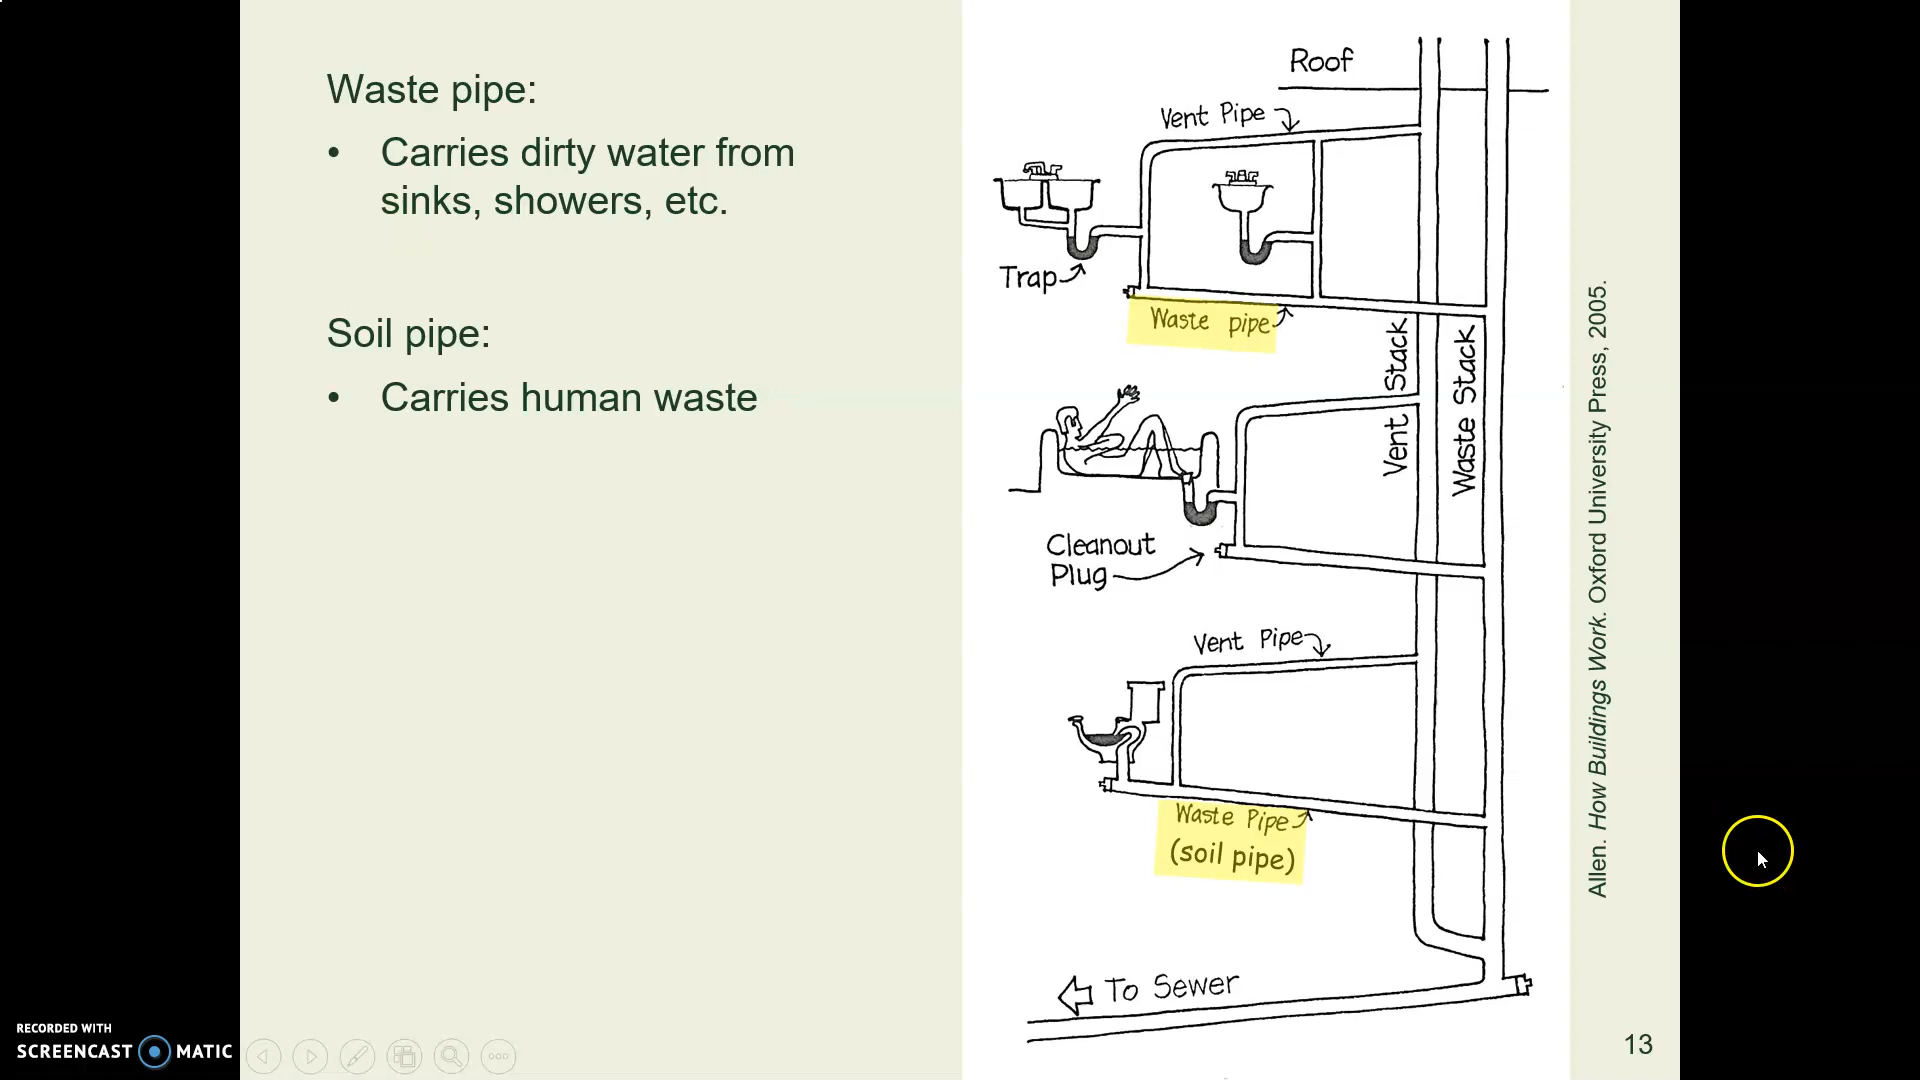 Waste pipe:
• Carries dirty water from
sinks, showers, etc.
Soil pipe:
• Carries human waste
Roof
Vent Pipe
Trap
Waste pipe
Vent Stack
Waste Stack
Cleanout
Plug
Vent Pipe
Waste Pipe
(soil pipe)
To Sewer
Allen. How Buildings Work. Oxford University Press, 2005.
13
RECORDED WITH
SCREENCAST MATIC